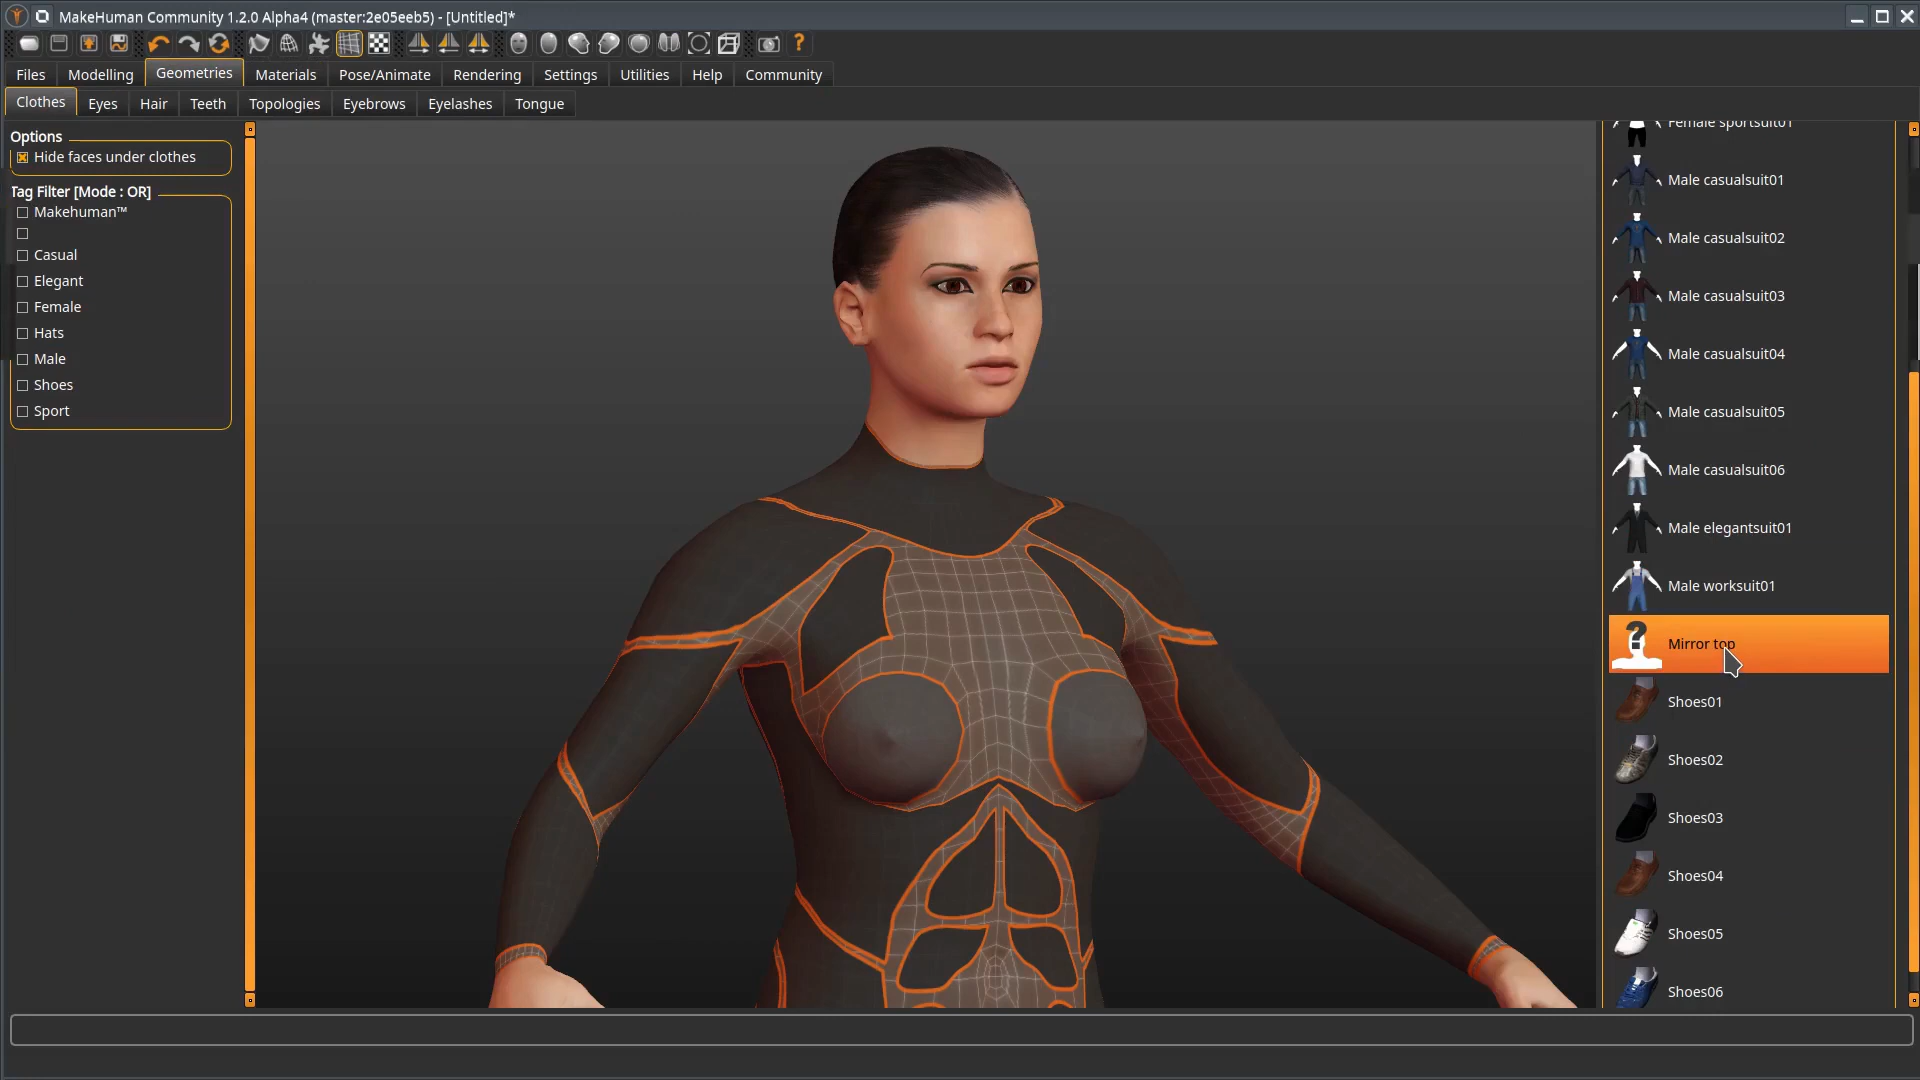 MakeHuman Community 1.2.0 Alpha4 (master:2e05eeb5) - [Untitled]*
Files Modelling Geometries Materials Pose/Animate Rendering Settings Utilities Help Community
Clothes Eyes Hair Teeth Topologies Eyebrows Eyelashes Tongue
Options
Hide faces under clothes
Tag Filter [Mode : OR]
Makehuman™
Casual
Elegant
Female
Hats
Male
Shoes
Sport
Female sportsuit01
Male casualsuit01
Male casualsuit02
Male casualsuit03
Male casualsuit04
Male casualsuit05
Male casualsuit06
Male elegantsuit01
Male worksuit01
Mirror top
Shoes01
Shoes02
Shoes03
Shoes04
Shoes05
Shoes06